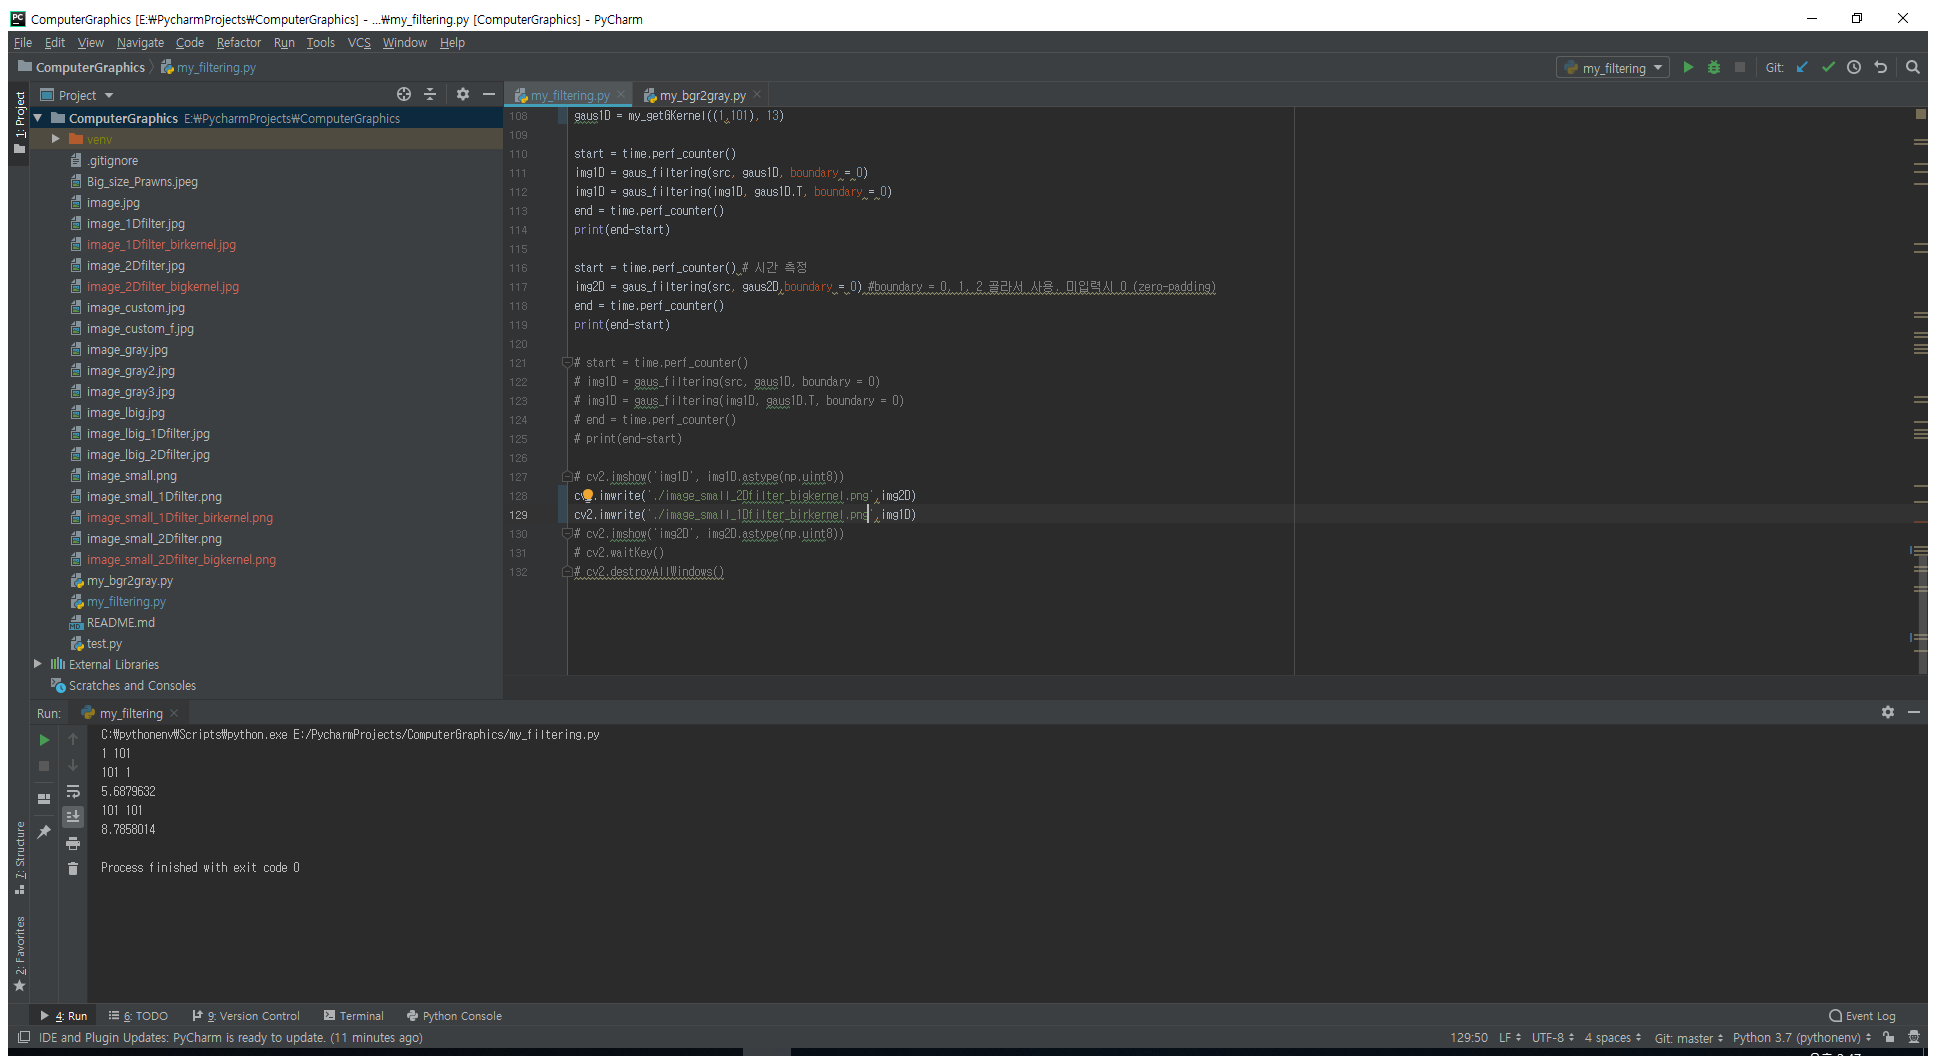 ComputerGraphics [E:₩PycharmProjects₩ComputerGraphics] - ...₩my_filtering.py [ComputerGraphics] - PyCharm
File Edit View Navigate Code Refactor Run Tools VCS Window Help
ComputerGraphics my_filtering.py
my_filtering Git:
1: Project
Project
my_filtering.py my_bgr2gray.py
ComputerGraphics E:₩PycharmProjects₩ComputerGraphics
venv
.gitignore
Big_size_Prawns.jpeg
image.jpg
image_1Dfilter.jpg
image_1Dfilter_birkernel.jpg
image_2Dfilter.jpg
image_2Dfilter_bigkernel.jpg
image_custom.jpg
image_custom_f.jpg
image_gray.jpg
image_gray2.jpg
image_gray3.jpg
image_lbig.jpg
image_lbig_1Dfilter.jpg
image_lbig_2Dfilter.jpg
image_small.png
image_small_1Dfilter.png
image_small_1Dfilter_birkernel.png
image_small_2Dfilter.png
image_small_2Dfilter_bigkernel.png
my_bgr2gray.py
my_filtering.py
README.md
test.py
External Libraries
Scratches and Consoles
108 gaus1D = my_getGKernel((1,101), 13)
109
110 start = time.perf_counter()
111 img1D = gaus_filtering(src, gaus1D, boundary = 0)
112 img1D = gaus_filtering(img1D, gaus1D.T, boundary = 0)
113 end = time.perf_counter()
114 print(end-start)
115
116 start = time.perf_counter() # 시간 측정
117 img2D = gaus_filtering(src, gaus2D,boundary = 0) #boundary = 0, 1, 2 골라서 사용. 미입력시 0 (zero-padding)
118 end = time.perf_counter()
119 print(end-start)
120
121 # start = time.perf_counter()
122 # img1D = gaus_filtering(src, gaus1D, boundary = 0)
123 # img1D = gaus_filtering(img1D, gaus1D.T, boundary = 0)
124 # end = time.perf_counter()
125 # print(end-start)
126
127 # cv2.imshow('img1D', img1D.astype(np.uint8))
128 cv2.imwrite('./image_small_2Dfilter_bigkernel.png',img2D)
129 cv2.imwrite('./image_small_1Dfilter_birkernel.png',img1D)
130 # cv2.imshow('img2D', img2D.astype(np.uint8))
131 # cv2.waitKey()
132 # cv2.destroyAllWindows()
Run: my_filtering
C:₩pythonenv₩Scripts₩python.exe E:/PycharmProjects/ComputerGraphics/my_filtering.py
1 101
101 1
5.6879632
101 101
8.7858014
Process finished with exit code 0
7: Structure
2: Favorites
4: Run 6: TODO 9: Version Control Terminal Python Console Event Log
IDE and Plugin Updates: PyCharm is ready to update. (11 minutes ago) 129:50 LF UTF-8 4 spaces Git: master Python 3.7 (pythonenv)